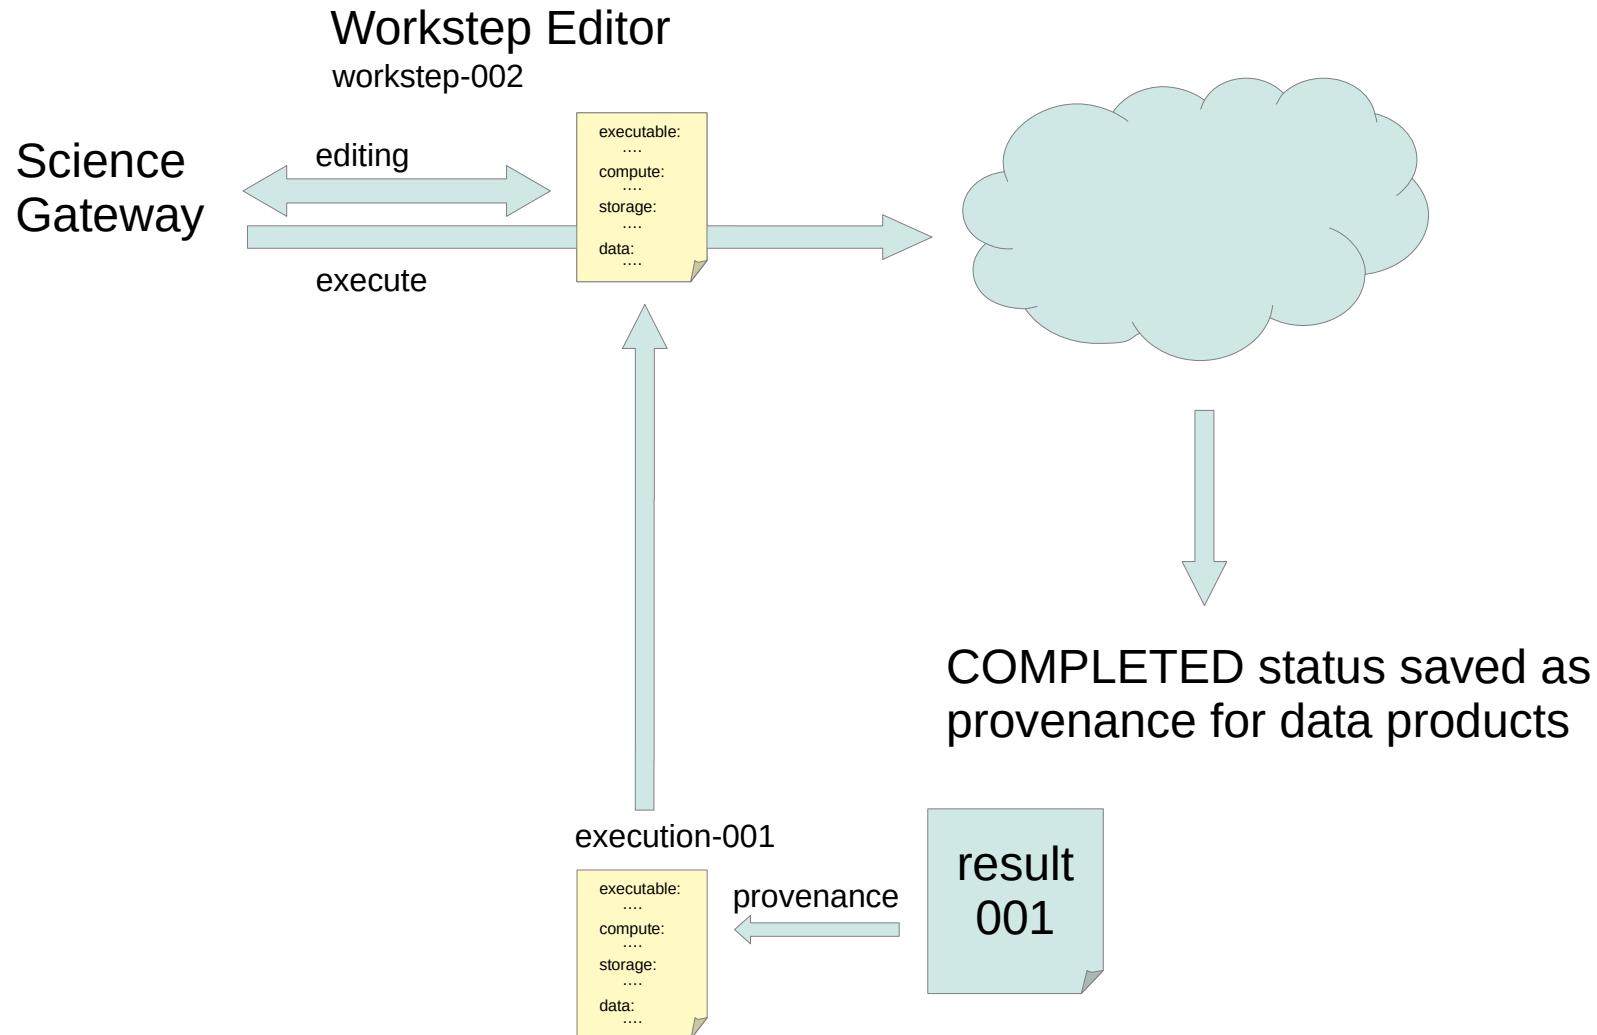 Workstep Editor
workstep-002
Science
Gateway
editing
execute
executable:
....
compute:
....
storage:
....
data:
....
COMPLETED status saved as
provenance for data products
execution-001
executable:
....
compute:
....
storage:
....
data:
....
provenance
result
001